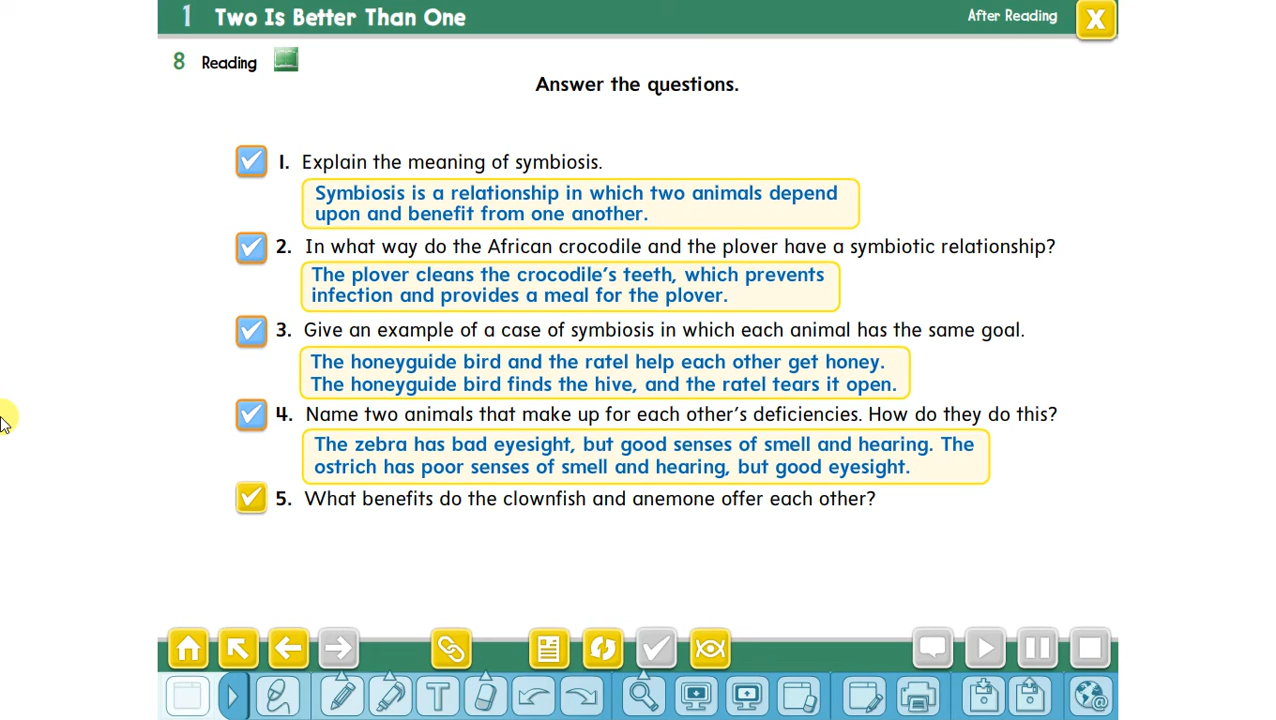 1 Two Is Better Than One
After Reading
X
8 Reading
Answer the questions.
1. Explain the meaning of symbiosis.
Symbiosis is a relationship in which two animals depend
upon and benefit from one another.
2. In what way do the African crocodile and the plover have a symbiotic relationship?
The plover cleans the crocodile's teeth, which prevents
infection and provides a meal for the plover.
3. Give an example of a case of symbiosis in which each animal has the same goal.
The honeyguide bird and the ratel help each other get honey.
The honeyguide bird finds the hive, and the ratel tears it open.
4. Name two animals that make up for each other's deficiencies. How do they do this?
The zebra has bad eyesight, but good senses of smell and hearing. The
ostrich has poor senses of smell and hearing, but good eyesight.
5. What benefits do the clownfish and anemone offer each other?
T
@